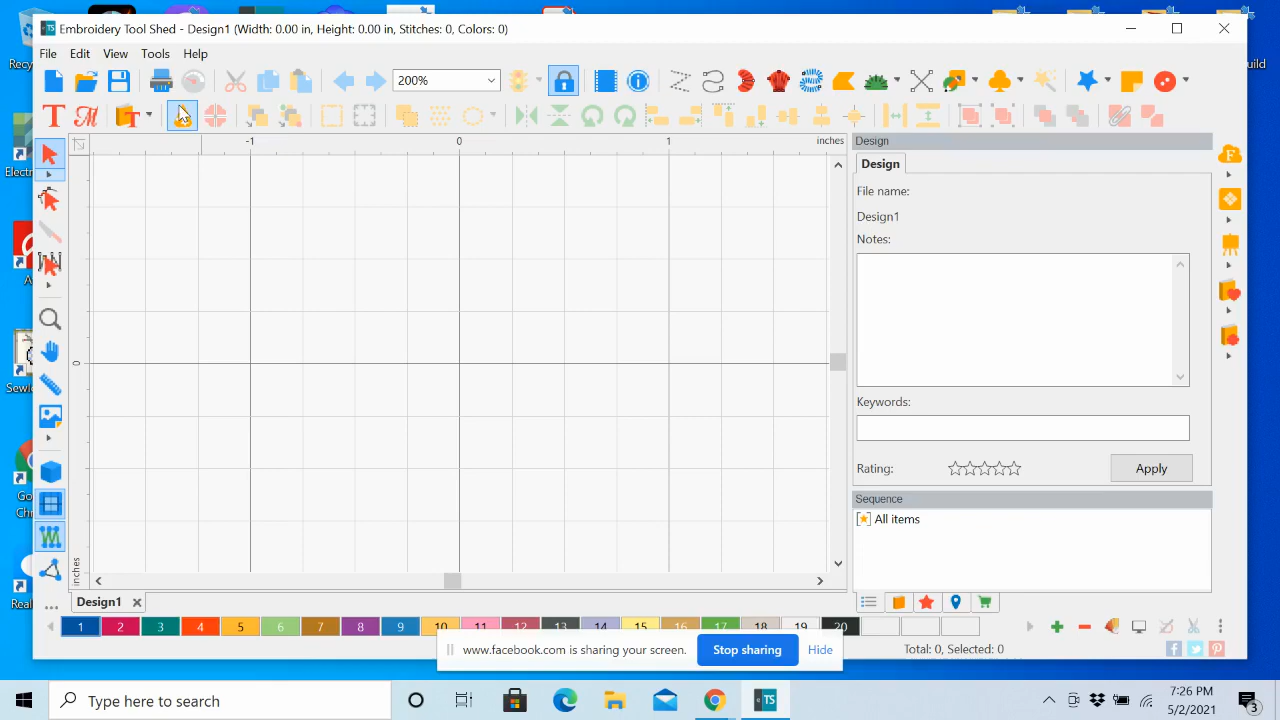 Embroidery Tool Shed - Design1 (Width: 0.00 in, Height: 0.00 in, Stitches: 0, Colors: 0)
File Edit View Tools Help
200%
-1 0 1 inches
Design
Design
File name:
Design1
Notes:
0
Keywords:
Rating:
Apply
Sequence
All items
inches
Design1
1 2 3 4 5 6 7 8 9 10 11 12 13 14 15 16 17 18 19 20
www.facebook.com is sharing your screen. Stop sharing Hide
Total: 0, Selected: 0
Type here to search
7:26 PM
5/2/2021
3